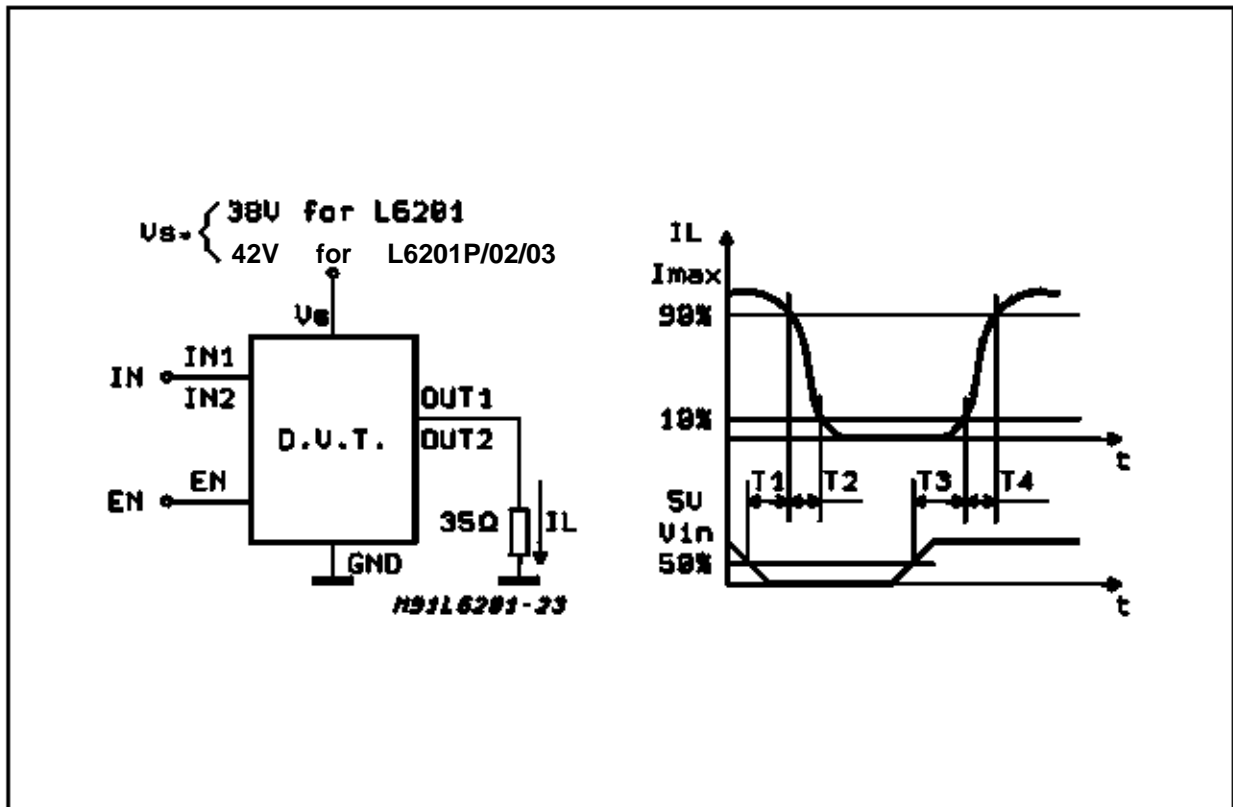 Vs= 38V for L6201
42V for L6201P/02/03
Vs
IN IN1
IN2
OUT1
D.U.T.
OUT2
EN EN
35Ω IL
GND
M91L6201-23
IL
Imax
90%
10%
t
T1 T2 T3 T4
5V
Vin
50%
t